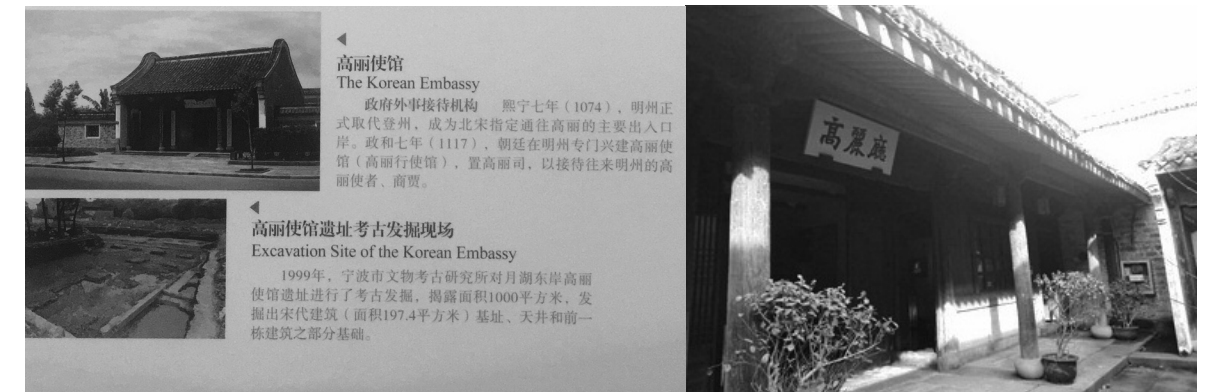 高丽使馆
The Korean Embassy
政府外事接待机构 熙宁七年（1074），明州正
式取代登州，成为北宋指定通往高丽的主要出入口
岸。政和七年（1117），朝廷在明州专门兴建高丽使
馆（高丽行使馆），置高丽司，以接待往来明州的高
丽使者、商贾。
高丽使馆遗址考古发掘现场
Excavation Site of the Korean Embassy
1999年，宁波市文物考古研究所对月湖东岸高丽
使馆遗址进行了考古发掘，揭露面积1000平方米，发
掘出宋代建筑（面积197.4平方米）基址、天井和前一
栋建筑之部分基础。
高麗廳